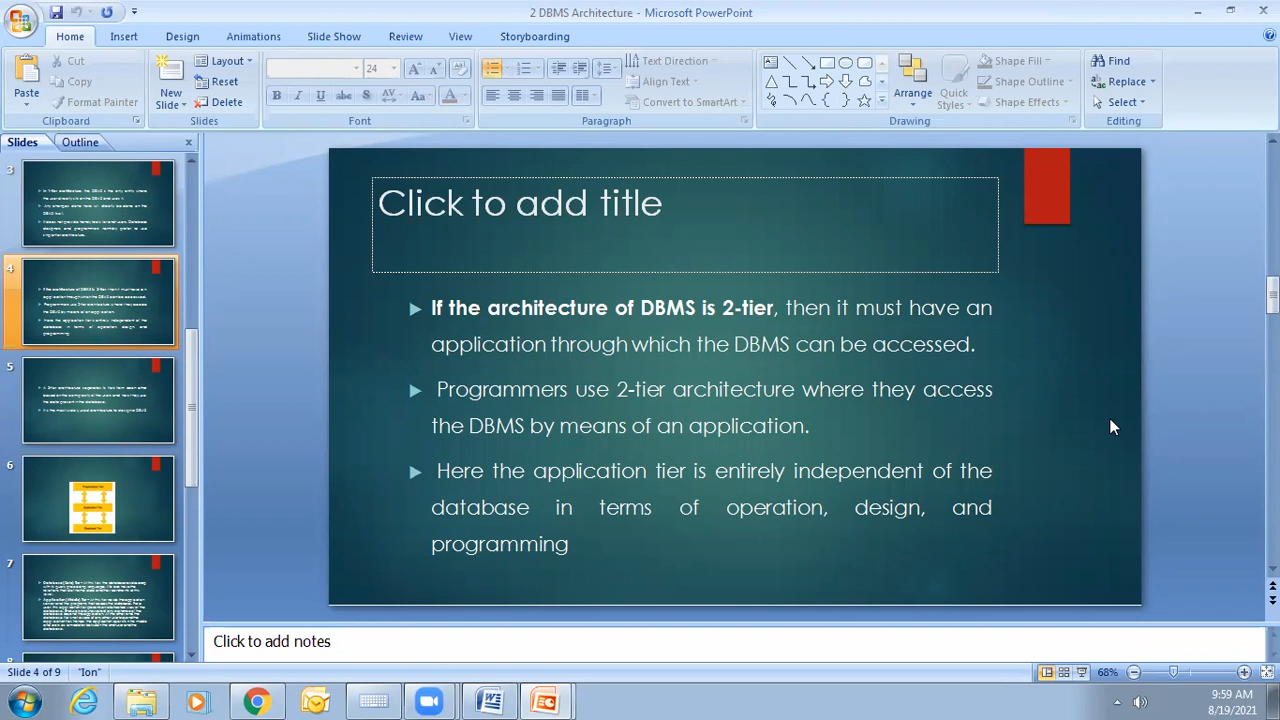 2 DBMS Architecture - Microsoft PowerPoint
Home Insert Design Animations Slide Show Review View Storyboarding
Paste
Cut
Copy
Format Painter
Clipboard
New Slide
Layout
Reset
Delete
Slides
24
Font
Text Direction
Align Text
Convert to SmartArt
Paragraph
Arrange
Quick Styles
Shape Fill
Shape Outline
Shape Effects
Drawing
Find
Replace
Select
Editing
Slides Outline
3
4
5
6
7
Click to add title
If the architecture of DBMS is 2-tier, then it must have an
application through which the DBMS can be accessed.
Programmers use 2-tier architecture where they access
the DBMS by means of an application.
Here the application tier is entirely independent of the
database in terms of operation, design, and
programming
Click to add notes
Slide 4 of 9 "Ion" 68%
9:59 AM
8/19/2021